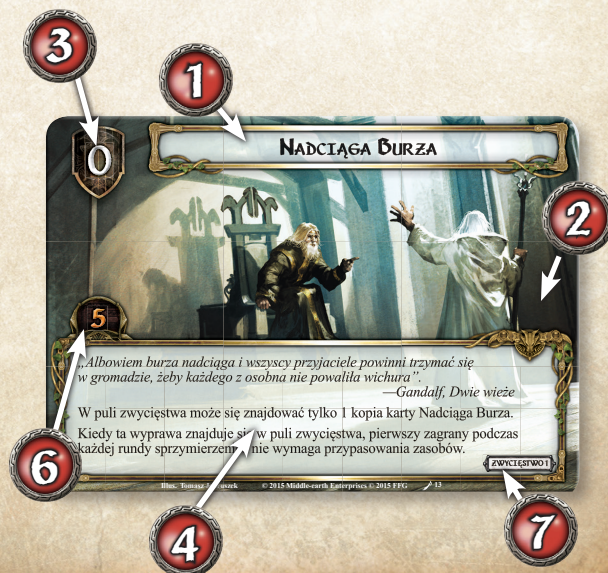 3
1
0
NADCIĄGA BURZA
2
5
„Albowiem burza nadciąga i wszyscy przyjaciele powinni trzymać się
w gromadzie, żeby każdego z osobna nie powaliła wichura”.
—Gandalf, Dwie wieże
W puli zwycięstwa może się znajdować tylko 1 kopia karty Nadciąga Burza.
Kiedy ta wyprawa znajduje się w puli zwycięstwa, pierwszy zagrany podczas
każdej rundy sprzymierzeniec nie wymaga przypasowania zasobów.
6
ZWYCIĘSTWO 1
Illus. Tomasz © 2015 Middle-earth Enterprises © 2015 FFG 13
4
7